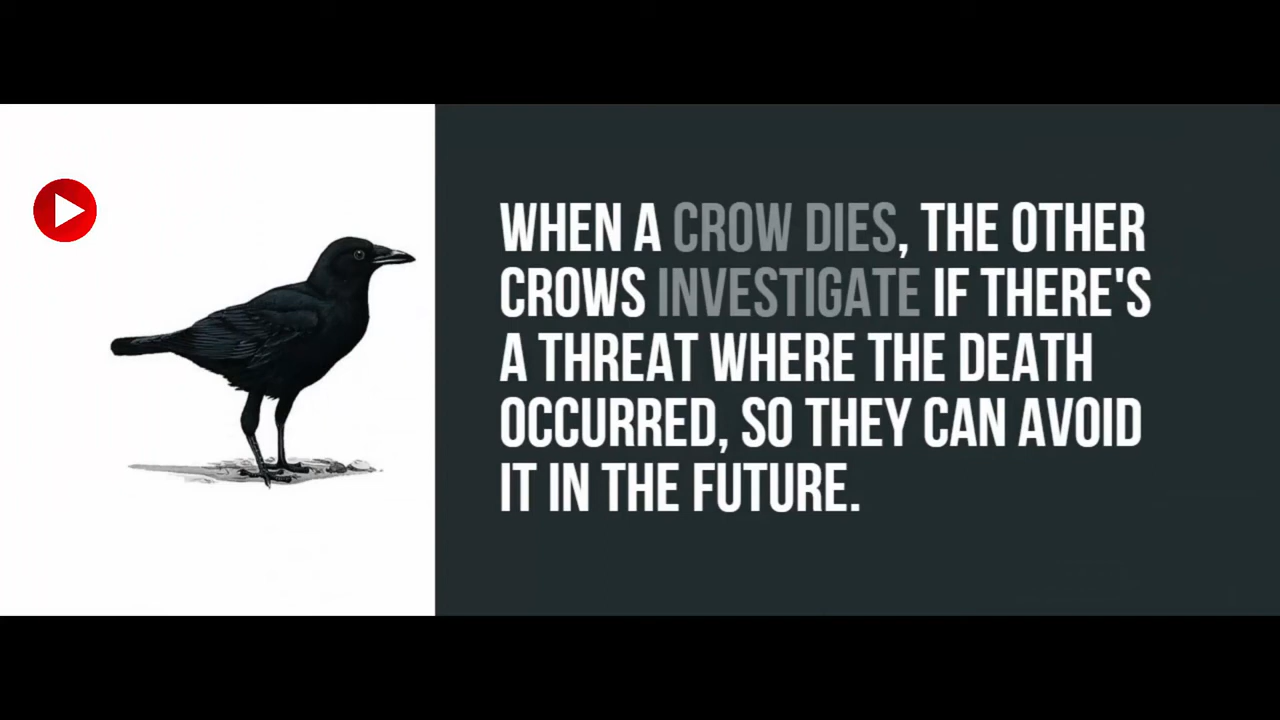 WHEN A CROW DIES, THE OTHER
CROWS INVESTIGATE IF THERE'S
A THREAT WHERE THE DEATH
OCCURRED, SO THEY CAN AVOID
IT IN THE FUTURE.